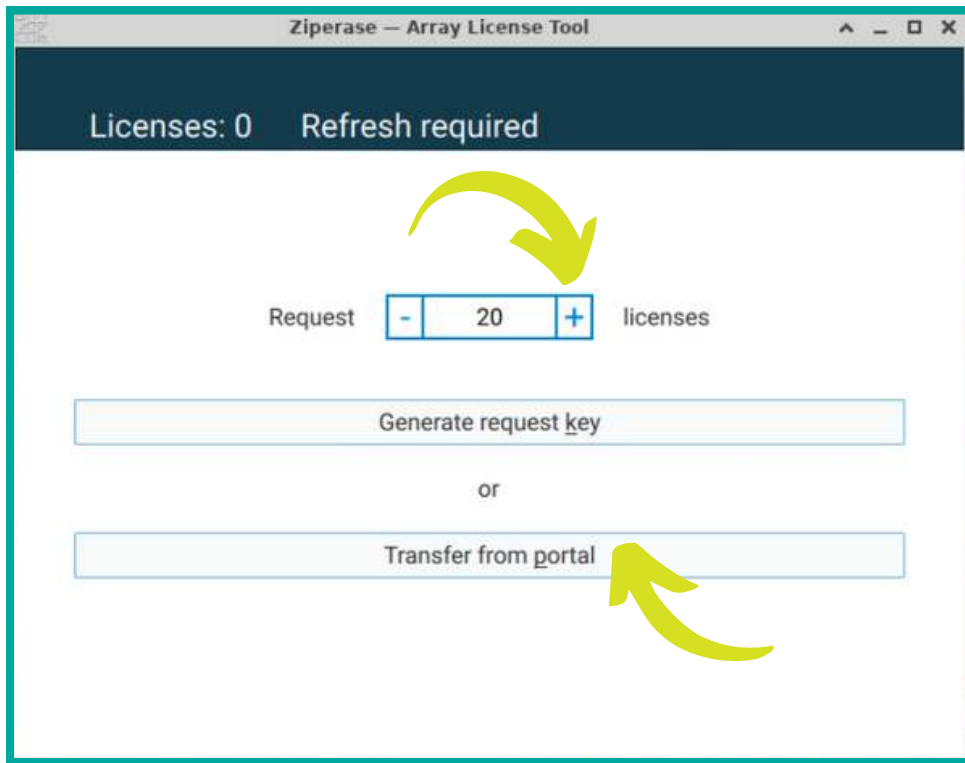 Ziperase — Array License Tool
Licenses: 0 Refresh required
Request - 20 + licenses
Generate request key
or
Transfer from portal